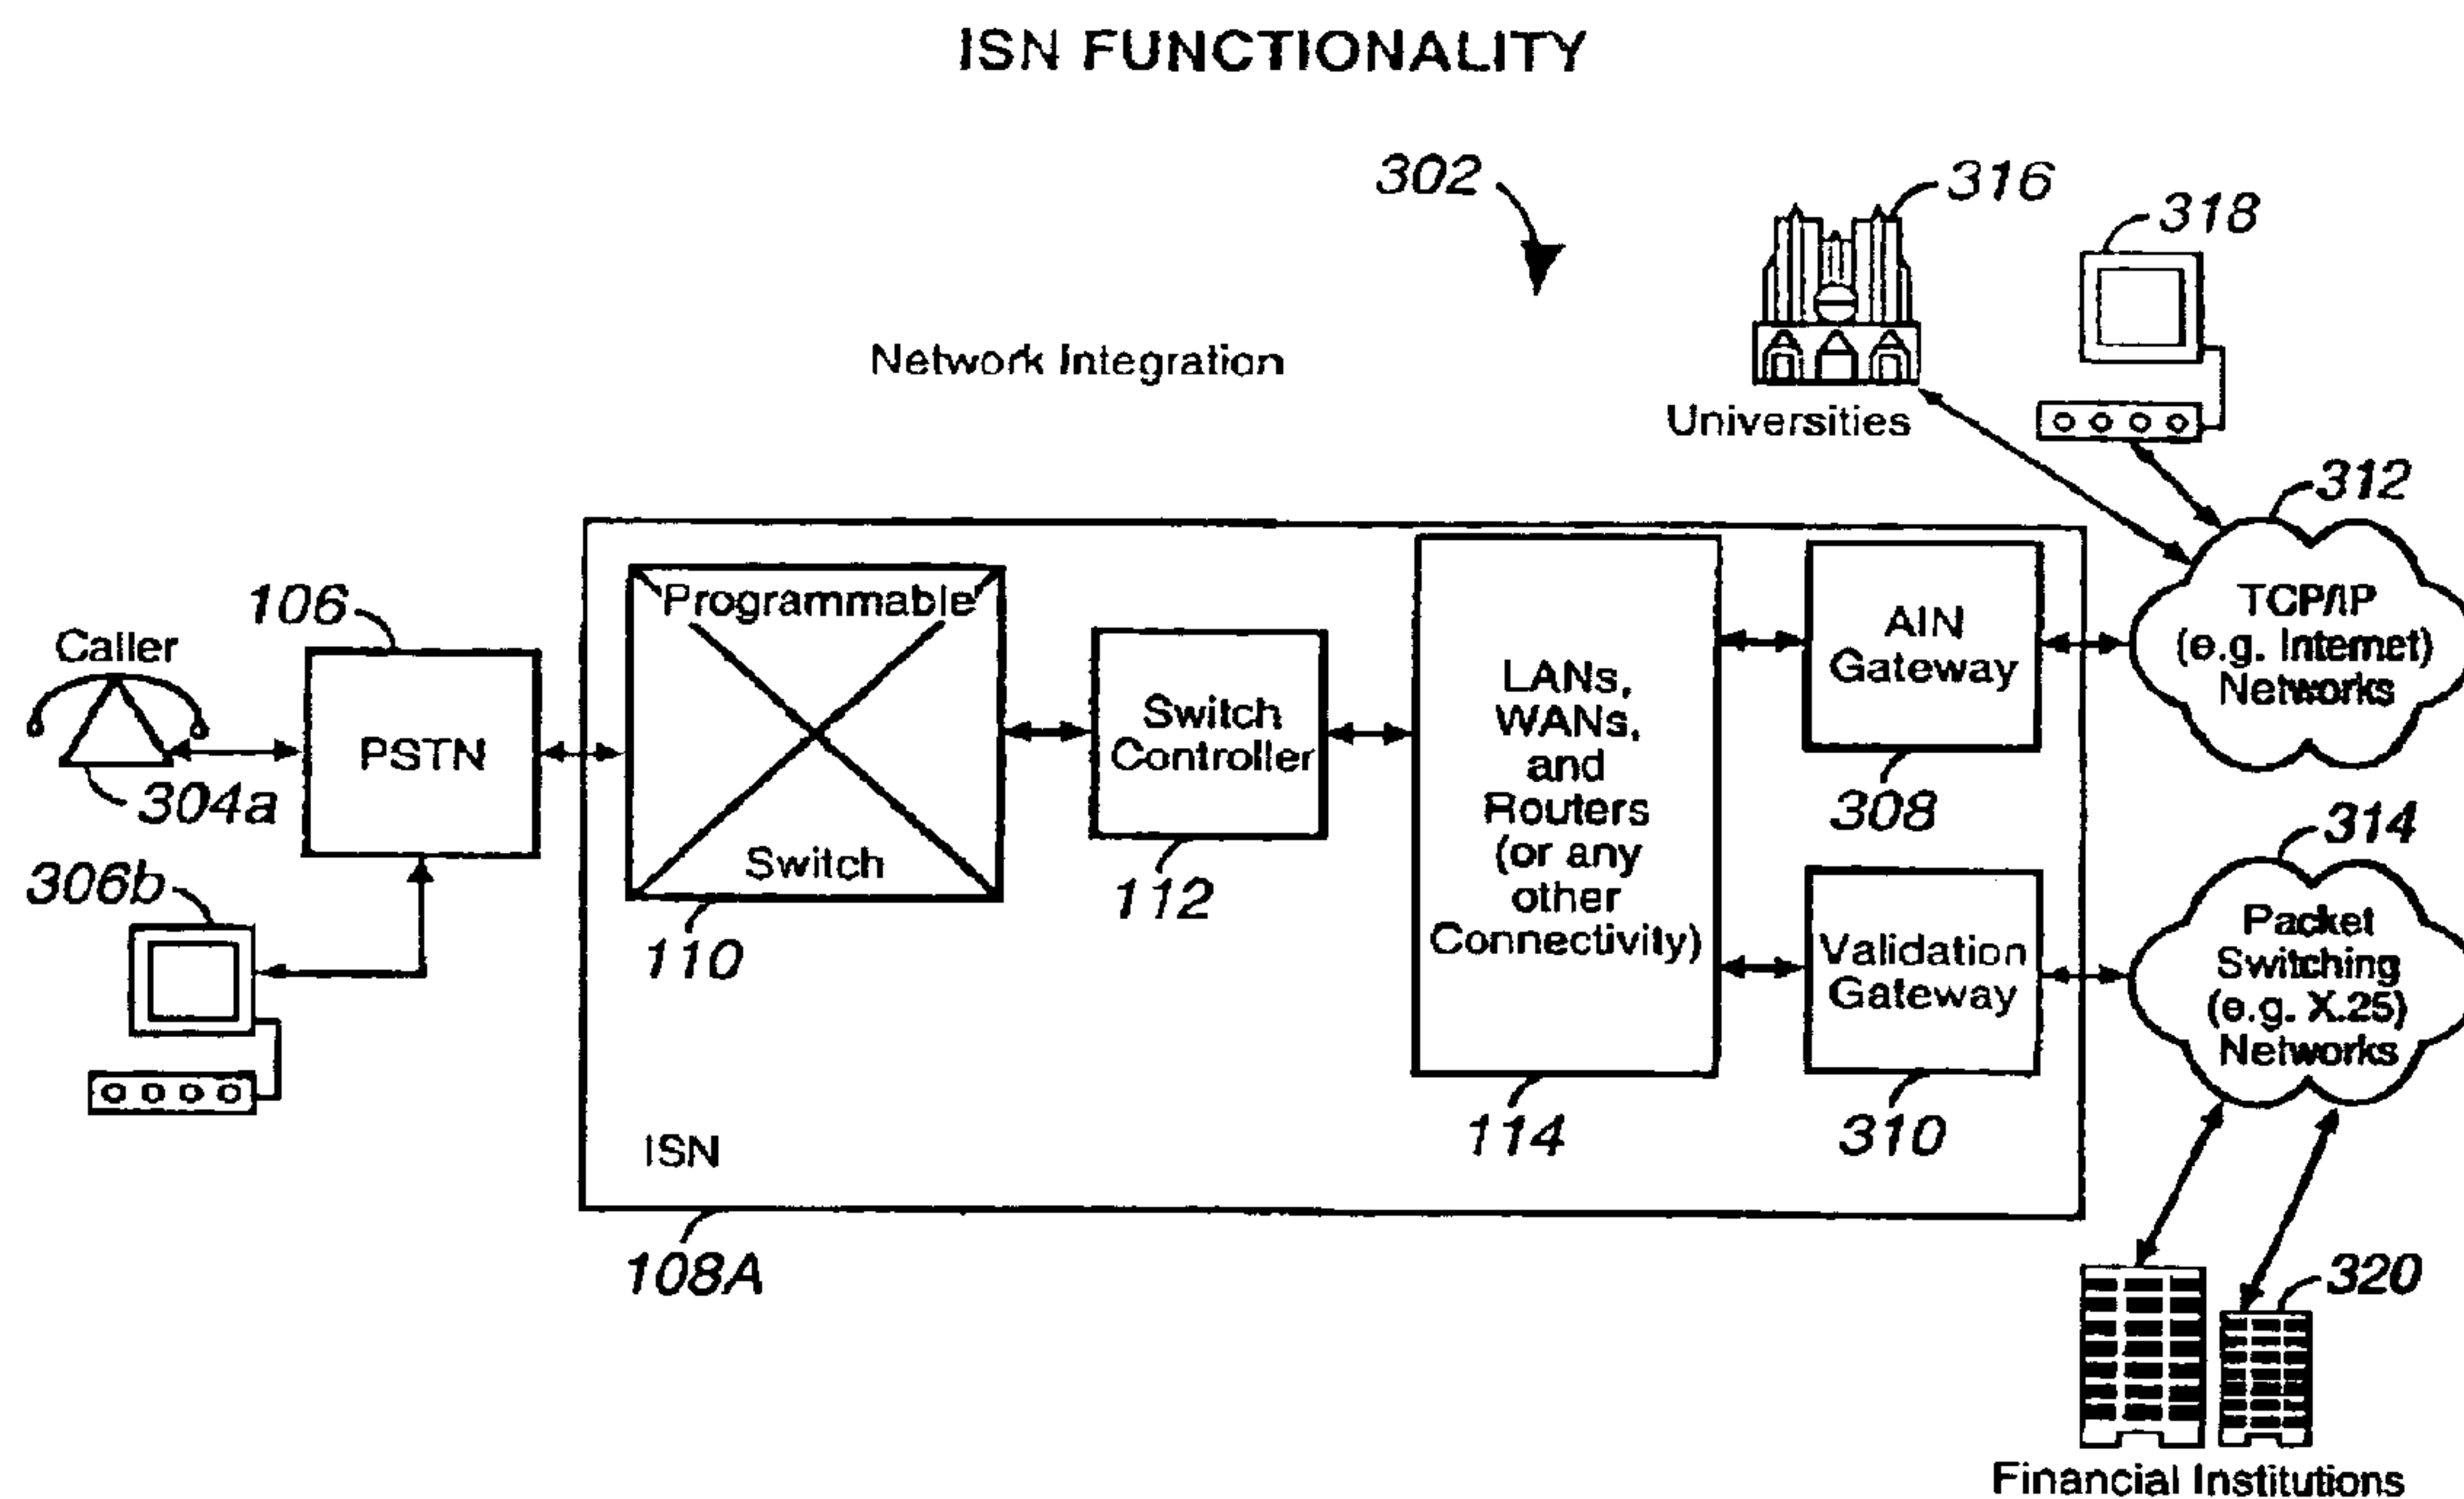 ISN FUNCTIONALITY
302
316
318
Network Integration
Universities
312
TCP/IP
(e.g. Internet)
Networks
106
Caller
PSTN
304a
306b
Programmable
Switch
110
Switch
Controller
112
LANs,
WANs,
and
Routers
(or any
other
Connectivity)
114
AIN
Gateway
308
Validation
Gateway
310
314
Packet
Switching
(e.g. X.25)
Networks
ISN
108A
320
Financial Institutions